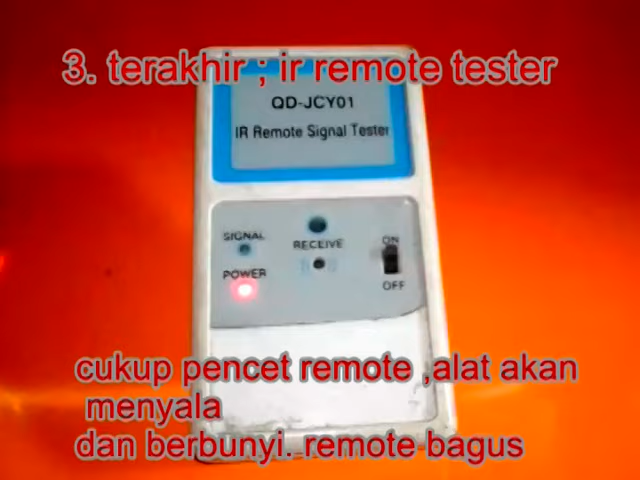 3. terakhir ; ir remote tester
QD-JCY01
IR Remote Signal Tester
SIGNAL
RECEIVE
ON
POWER
OFF
cukup pencet remote ,alat akan
menyala
dan berbunyi. remote bagus